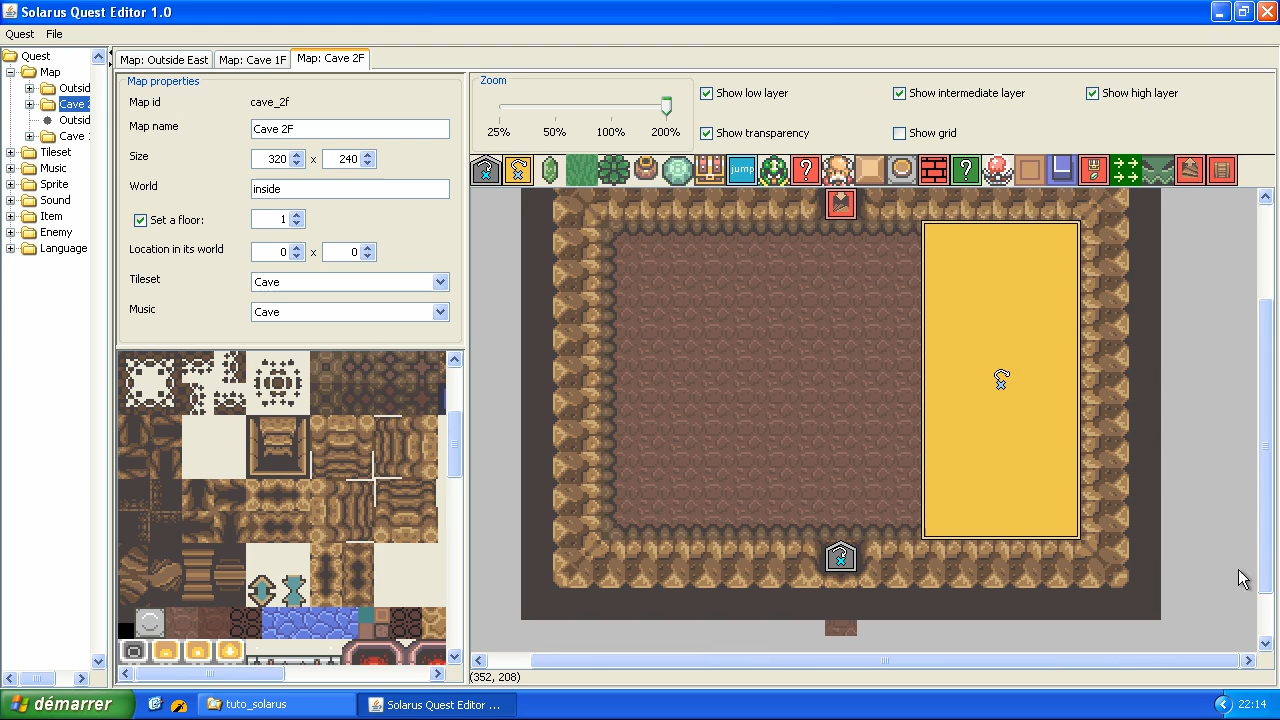 Solarus Quest Editor 1.0
Quest File
Quest
Map
Outsid
Cave 2
Outsid
Cave 1
Tileset
Music
Sprite
Sound
Item
Enemy
Language
Map: Outside East Map: Cave 1F Map: Cave 2F
Map properties
Map id cave_2f
Map name Cave 2F
Size 320 x 240
World inside
Set a floor: 1
Location in its world 0 x 0
Tileset Cave
Music Cave
Zoom
25% 50% 100% 200%
Show low layer Show intermediate layer Show high layer
Show transparency Show grid
jump ? ?
(352, 208)
démarrer tuto_solarus Solarus Quest Editor ... 22:14